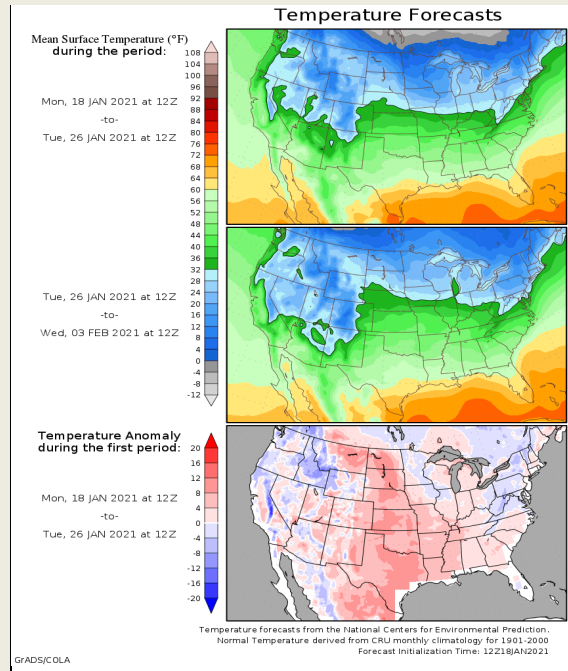 Temperature Forecasts
Mean Surface Temperature (°F)
during the period:
108
104
100
96
92
88
84
80
76
72
68
64
60
56
52
48
44
40
36
32
28
24
20
16
12
8
4
0
-4
-8
-12
Mon, 18 JAN 2021 at 12Z
-to-
Tue, 26 JAN 2021 at 12Z
Tue, 26 JAN 2021 at 12Z
-to-
Wed, 03 FEB 2021 at 12Z
Temperature Anomaly
during the first period:
20
16
12
8
4
0
-4
-8
-12
-16
-20
Mon, 18 JAN 2021 at 12Z
-to-
Tue, 26 JAN 2021 at 12Z
Temperature forecasts from the National Centers for Environmental Prediction.
Normal Temperature derived from CRU monthly climatology for 1901-2000
Forecast Initialization Time: 12Z18JAN2021
GrADS/COLA